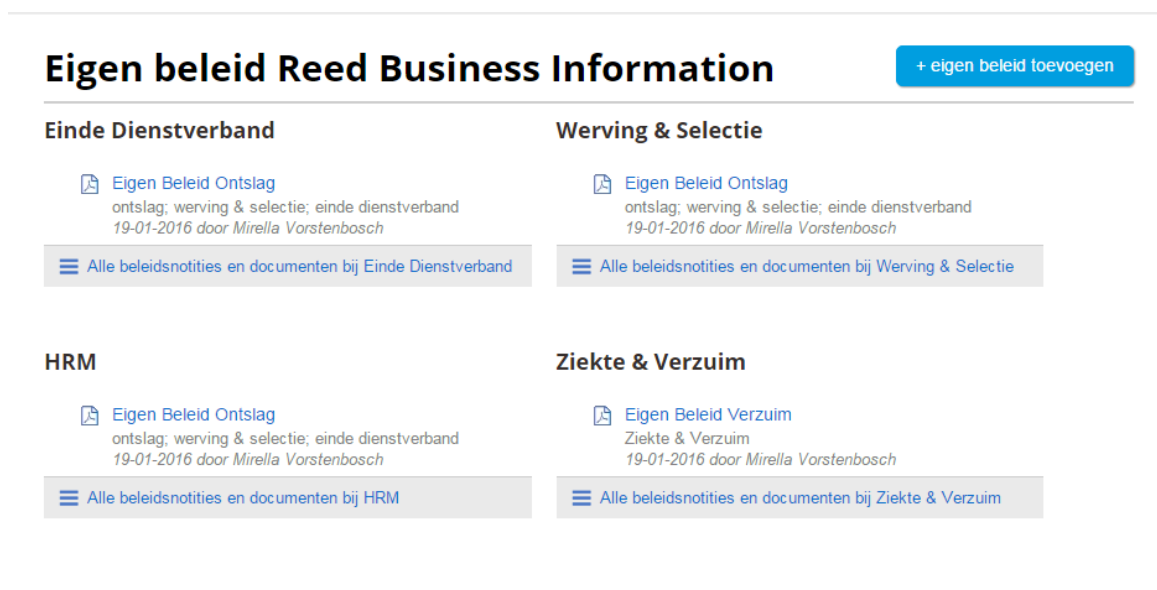 Eigen beleid Reed Business Information
+ eigen beleid toevoegen
Einde Dienstverband
Eigen Beleid Ontslag
ontslag; werving & selectie; einde dienstverband
19-01-2016 door Mirella Vorstenbosch
Alle beleidsnotities en documenten bij Einde Dienstverband
Werving & Selectie
Eigen Beleid Ontslag
ontslag; werving & selectie; einde dienstverband
19-01-2016 door Mirella Vorstenbosch
Alle beleidsnotities en documenten bij Werving & Selectie
HRM
Eigen Beleid Ontslag
ontslag; werving & selectie; einde dienstverband
19-01-2016 door Mirella Vorstenbosch
Alle beleidsnotities en documenten bij HRM
Ziekte & Verzuim
Eigen Beleid Verzuim
Ziekte & Verzuim
19-01-2016 door Mirella Vorstenbosch
Alle beleidsnotities en documenten bij Ziekte & Verzuim